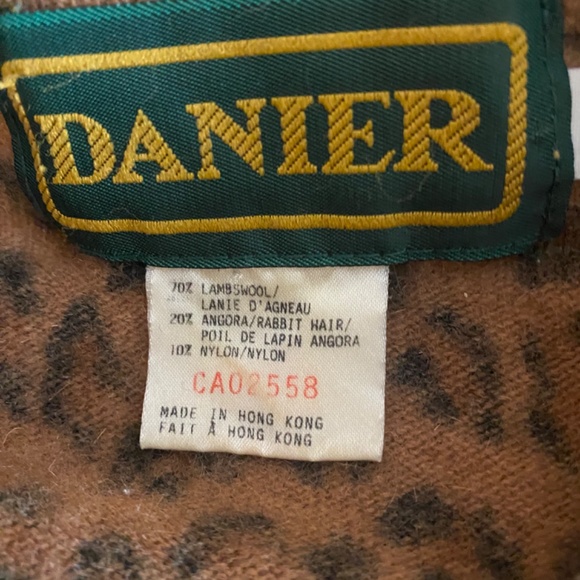 DANIER
70% LAMBSWOOL/
LANIE D'AGNEAU
20% ANGORA/RABBIT HAIR/
POIL DE LAPIN ANGORA
10% NYLON/NYLON
CA02558
MADE IN HONG KONG
FAIT À HONG KONG